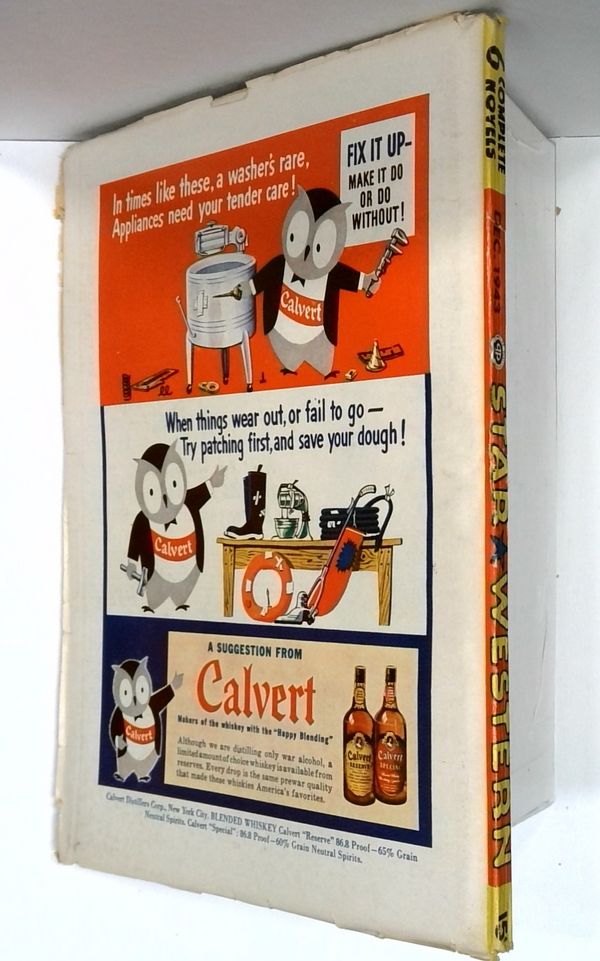 In times like these, a washer's rare,
Appliances need your tender care!
FIX IT UP-
MAKE IT DO
OR DO
WITHOUT!
Calvert
When things wear out, or fail to go —
Try patching first, and save your dough!
Calvert
A SUGGESTION FROM
Calvert
Makers of the whiskey with the "Happy Blending"
Although we are distilling only war alcohol, a
limited amount of choice whiskey is available from
reserves. Every drop is the same prewar quality
that made these whiskies America's favorites.
Calvert
Calvert
RESERVE
Calvert
SPECIAL
Calvert Distillers Corp., New York City. BLENDED WHISKEY Calvert "Reserve" 86.8 Proof—65% Grain
Neutral Spirits. Calvert "Special": 86.8 Proof—60% Grain Neutral Spirits.
6 COMPLETE
NOVELS
DEC. 1943
STAR WESTERN
15¢